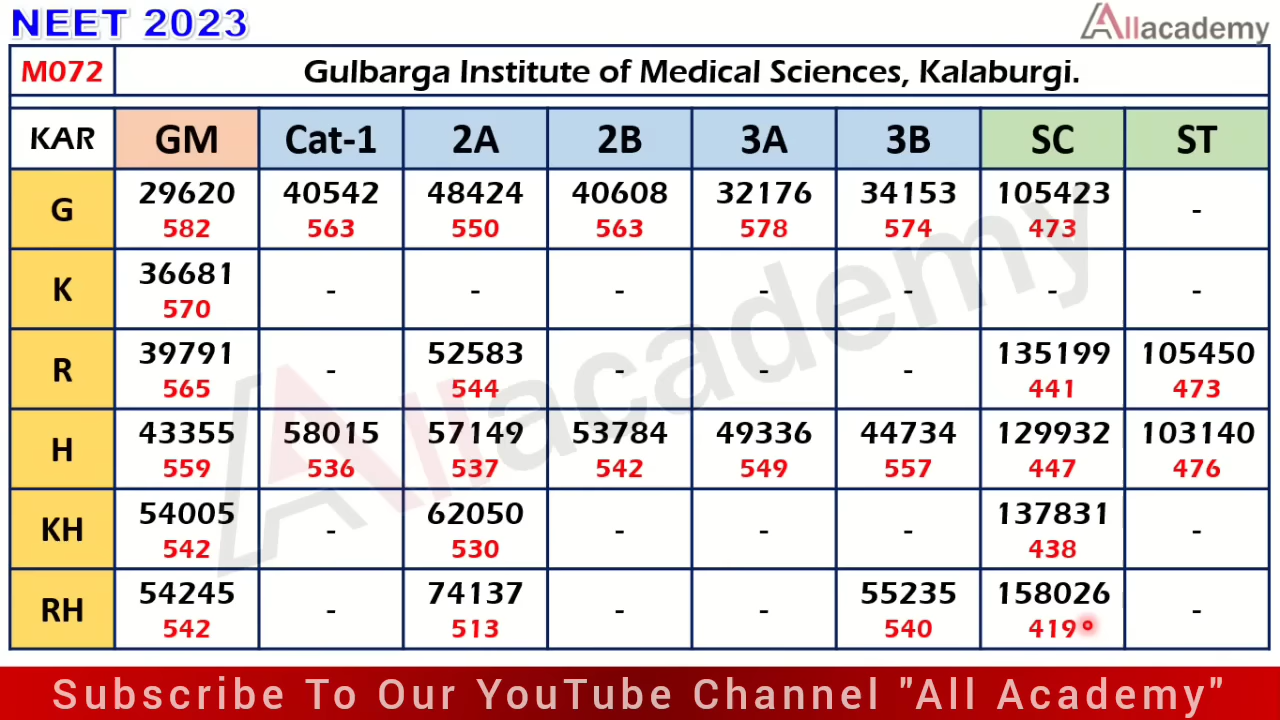 NEET 2023
Allacademy
M072 Gulbarga Institute of Medical Sciences, Kalaburgi.
KAR GM Cat-1 2A 2B 3A 3B SC ST
G 29620 40542 48424 40608 32176 34153 105423 -
582 563 550 563 578 574 473
K 36681 - - - - - - -
570
R 39791 - 52583 - - - 135199 105450
565 544 441 473
H 43355 58015 57149 53784 49336 44734 129932 103140
559 536 537 542 549 557 447 476
KH 54005 - 62050 - - - 137831 -
542 530 438
RH 54245 - 74137 - - 55235 158026 -
542 513 540 419
Allacademy
Subscribe To Our YouTube Channel "All Academy"